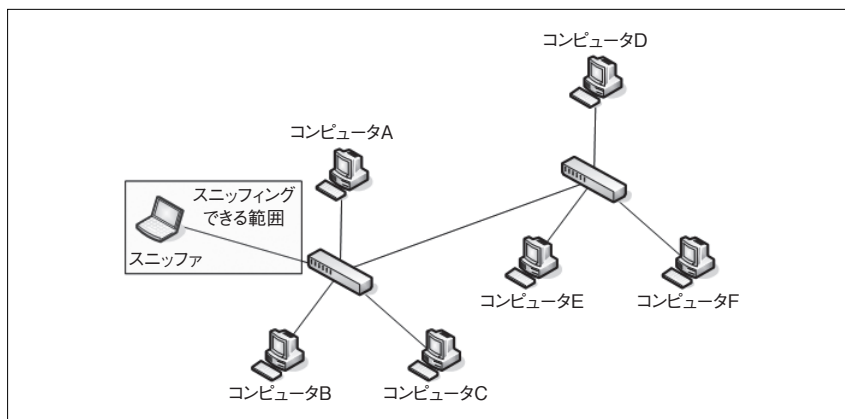 コンピュータD
コンピュータA
スニッフィング
できる範囲
スニッファ
コンピュータE
コンピュータF
コンピュータB
コンピュータC